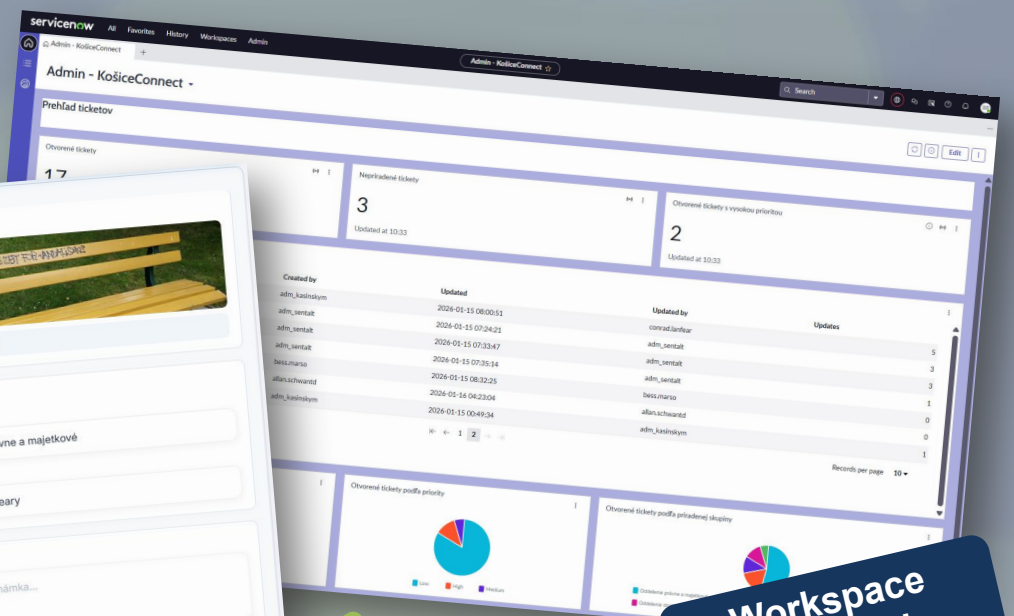 servicenow All Favorites History Workspaces Admin
Admin - KošiceConnect
Search
Admin - KošiceConnect
Admin - KošiceConnect
Edit
Prehľad ticketov
Otvorené tickety
17
Nepriradené tickety
3
Updated at 10:33
Otvorené tickety s vysokou prioritou
2
Updated at 10:33
Created by Updated Updated by Updates
adm_kasinskym 2026-01-15 08:00:51 conrad.lanfear 5
adm_sentalt 2026-01-15 07:24:21 adm_sentalt 3
adm_sentalt 2026-01-15 07:33:47 adm_sentalt 3
adm_sentalt 2026-01-15 07:35:14 adm_sentalt 1
bess.marso 2026-01-15 08:32:25 bess.marso 0
allan.schwantd 2026-01-16 04:23:04 allan.schwantd 0
adm_kasinskym 2026-01-15 00:49:34 adm_kasinskym 1
1 2
Records per page 10
vne a majetkové
eary
námka...
Otvorené tickety podľa priority
Low High Medium
Otvorené tickety podľa priradenej skupiny
Oddelenie právne a
Workspace